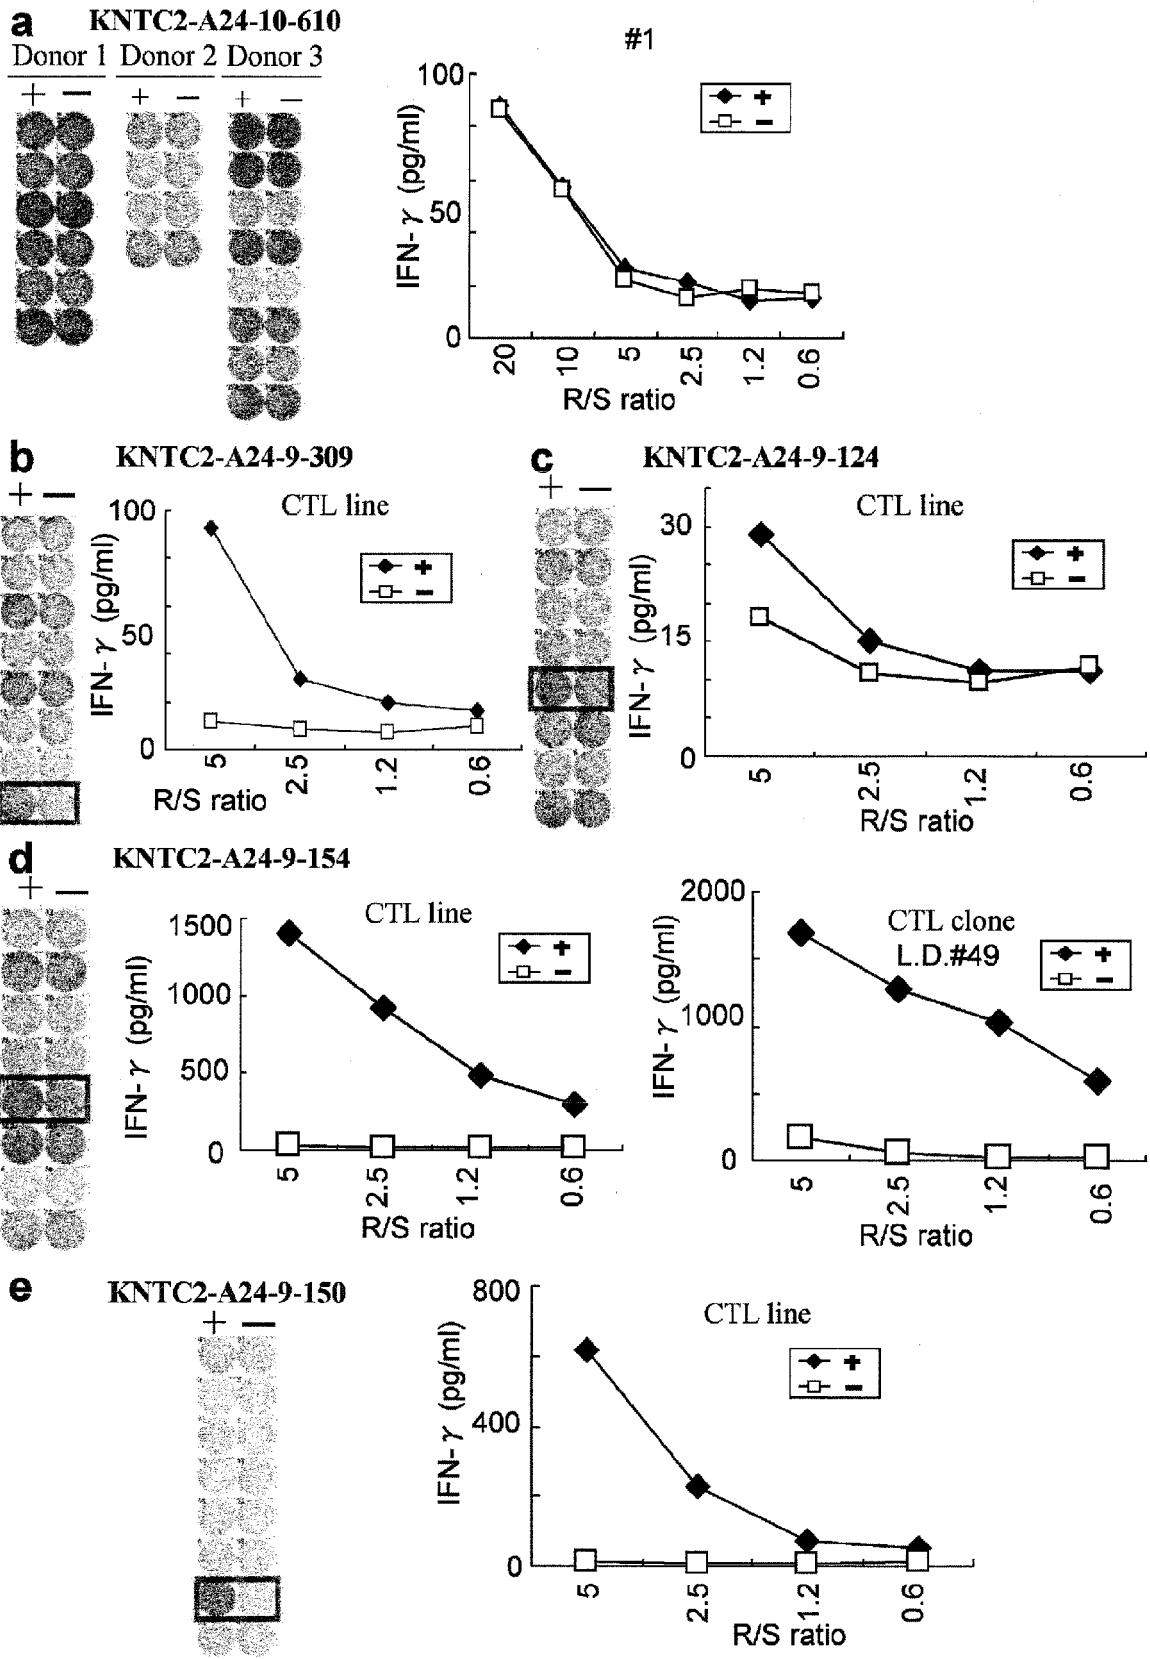 a KNTC2-A24-10-610
Donor 1 Donor 2 Donor 3
+ − + − + −
#1
+
−
IFN-γ (pg/ml)
100
50
0
20 10 5 2.5 1.2 0.6
R/S ratio
b KNTC2-A24-9-309
+ −
CTL line
+
−
IFN-γ (pg/ml)
100
50
0
5 2.5 1.2 0.6
R/S ratio
c KNTC2-A24-9-124
+ −
CTL line
+
−
IFN-γ (pg/ml)
30
15
0
5 2.5 1.2 0.6
R/S ratio
d KNTC2-A24-9-154
+ −
CTL line
+
−
IFN-γ (pg/ml)
1500
1000
500
0
5 2.5 1.2 0.6
R/S ratio
CTL clone
L.D.#49
+
−
IFN-γ (pg/ml)
2000
1000
0
5 2.5 1.2 0.6
R/S ratio
e KNTC2-A24-9-150
+ −
CTL line
+
−
IFN-γ (pg/ml)
800
400
0
5 2.5 1.2 0.6
R/S ratio